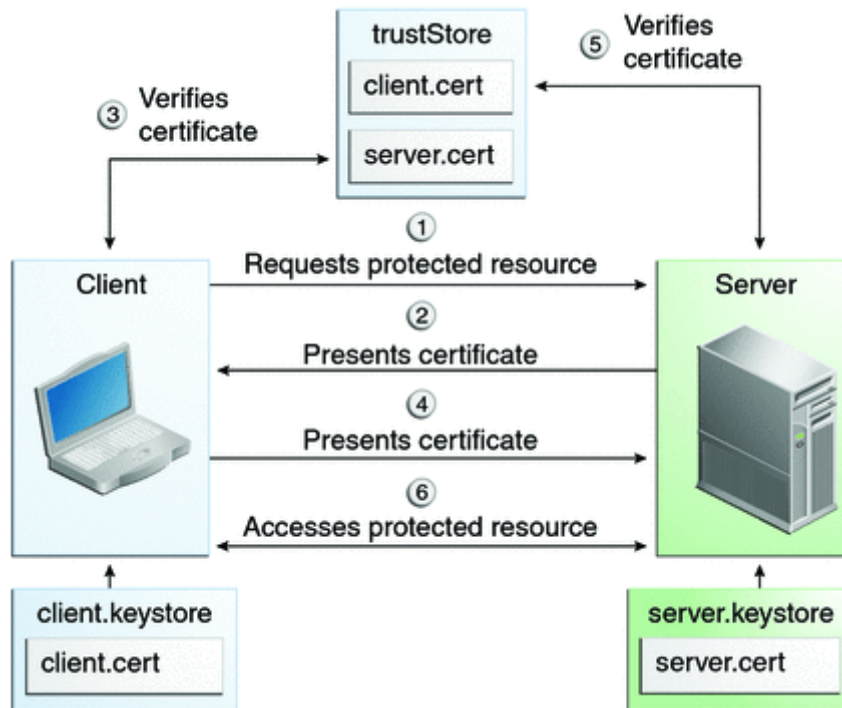 trustStore
client.cert
server.cert
5
Verifies
certificate
3
Verifies
certificate
1
Requests protected resource
Client
Server
2
Presents certificate
4
Presents certificate
6
Accesses protected resource
client.keystore
client.cert
server.keystore
server.cert